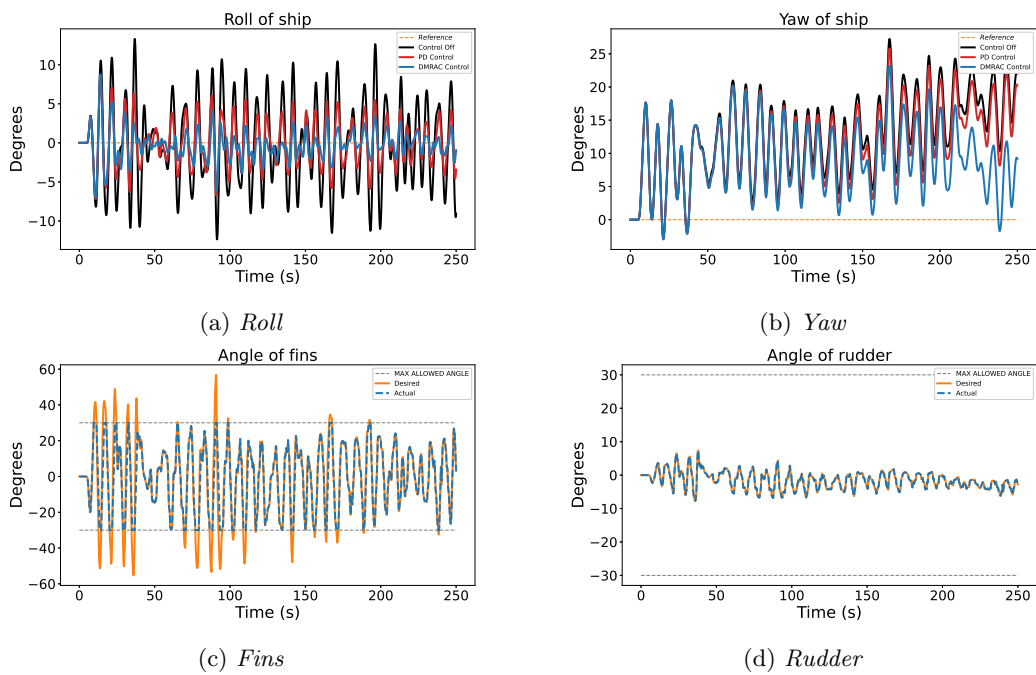 Roll of ship
Reference
Control Off
PD Control
DMRAC Control
Degrees
10
5
0
−5
−10
0 50 100 150 200 250
Time (s)
(a) Roll
Yaw of ship
Reference
Control Off
PD Control
DMRAC Control
Degrees
25
20
15
10
5
0
0 50 100 150 200 250
Time (s)
(b) Yaw
Angle of fins
MAX ALLOWED ANGLE
Desired
Actual
Degrees
60
40
20
0
−20
−40
−60
0 50 100 150 200 250
Time (s)
(c) Fins
Angle of rudder
MAX ALLOWED ANGLE
Desired
Actual
Degrees
30
20
10
0
−10
−20
−30
0 50 100 150 200 250
Time (s)
(d) Rudder